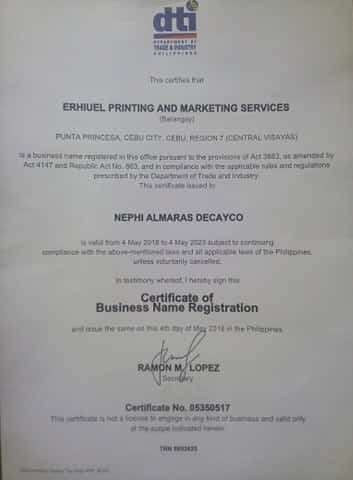 dti
DEPARTMENT OF
TRADE & INDUSTRY
PHILIPPINES
This certifies that
ERHIUEL PRINTING AND MARKETING SERVICES
(Barangay)
PUNTA PRINCESA, CEBU CITY, CEBU, REGION 7 (CENTRAL VISAYAS)
is a business name registered in this office pursuant to the provisions of Act 3883, as amended by
Act 4147 and Republic Act No. 863, and in compliance with the applicable rules and regulations
prescribed by the Department of Trade and Industry.
This certificate issued to
NEPHI ALMARAS DECAYCO
is valid from 4 May 2018 to 4 May 2023 subject to continuing
compliance with the above-mentioned laws and all applicable laws of the Philippines,
unless voluntarily cancelled.
In testimony whereof, I hereby sign this
Certificate of
Business Name Registration
and issue the same on this 4th day of May 2018 in the Philippines.
RAMON M. LOPEZ
Secretary
Certificate No. 05350517
This certificate is not a license to engage in any kind of business and valid only
at the scope indicated herein.
TRN